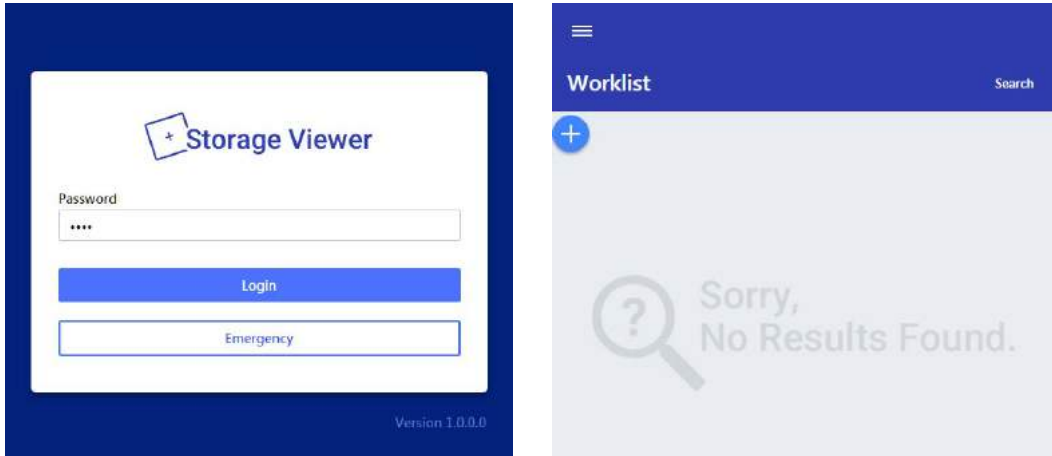 Storage Viewer
Password
••••
Login
Emergency
Version 1.0.0.0
Worklist
Search
Sorry,
No Results Found.